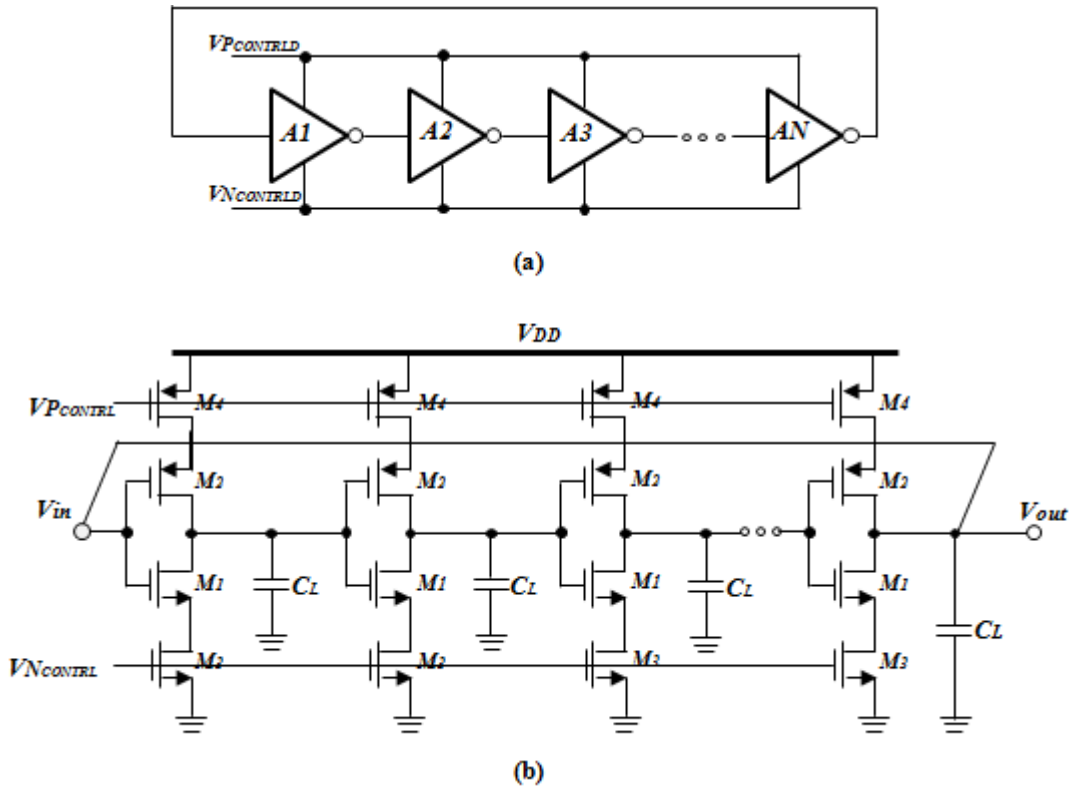 VPCONTRLD
A1 A2 A3 AN
VNCONTRLD
(a)
VDD
VPCONTRL M4 M4 M4 M4
M2 M2 M2 M2
Vin Vout
M1 M1 M1 M1
CL CL CL CL
VNCONTRL M3 M3 M3 M3
(b)